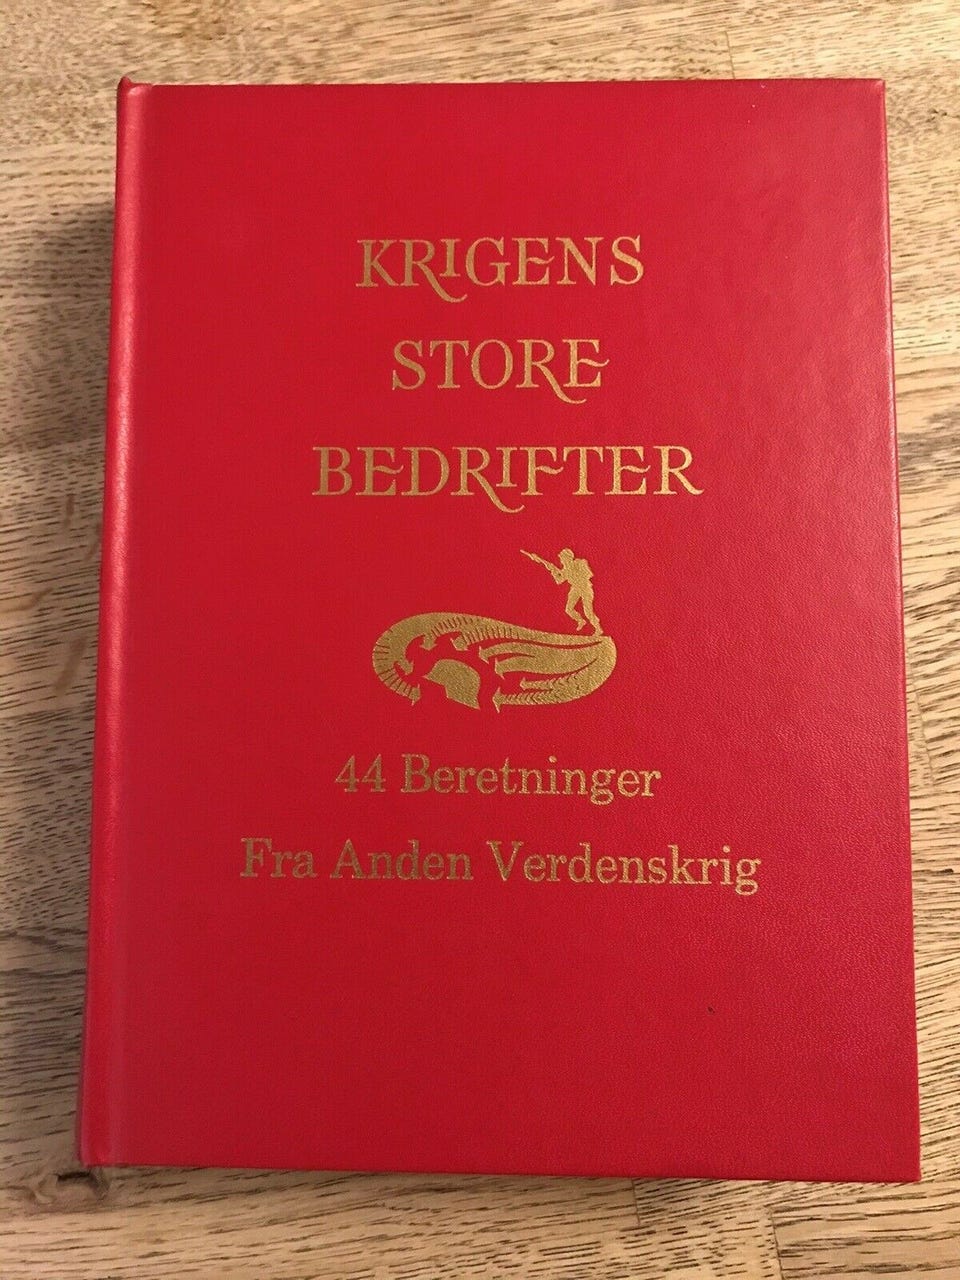 KRIGENS
STORE
BEDRIFTER
44 Beretninger
Fra Anden Verdenskrig